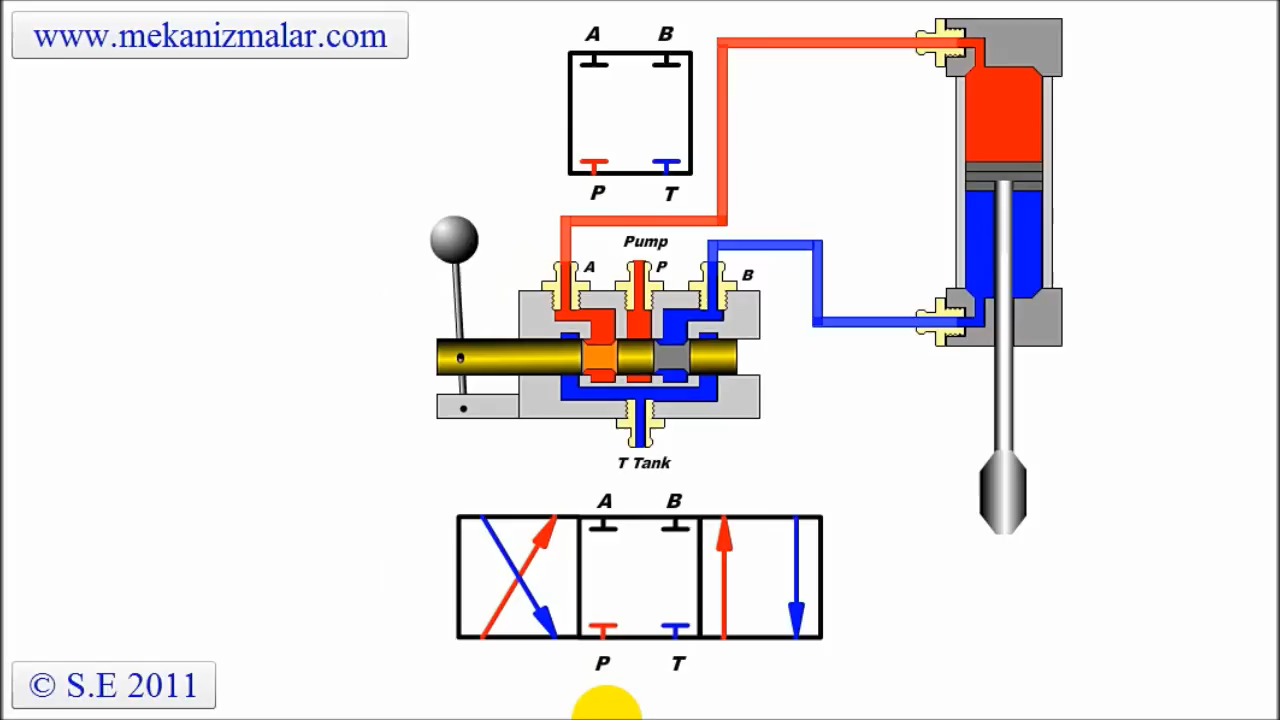 www.mekanizmalar.com
A B
P T
Pump
A P B
T Tank
A B
P T
© S.E 2011